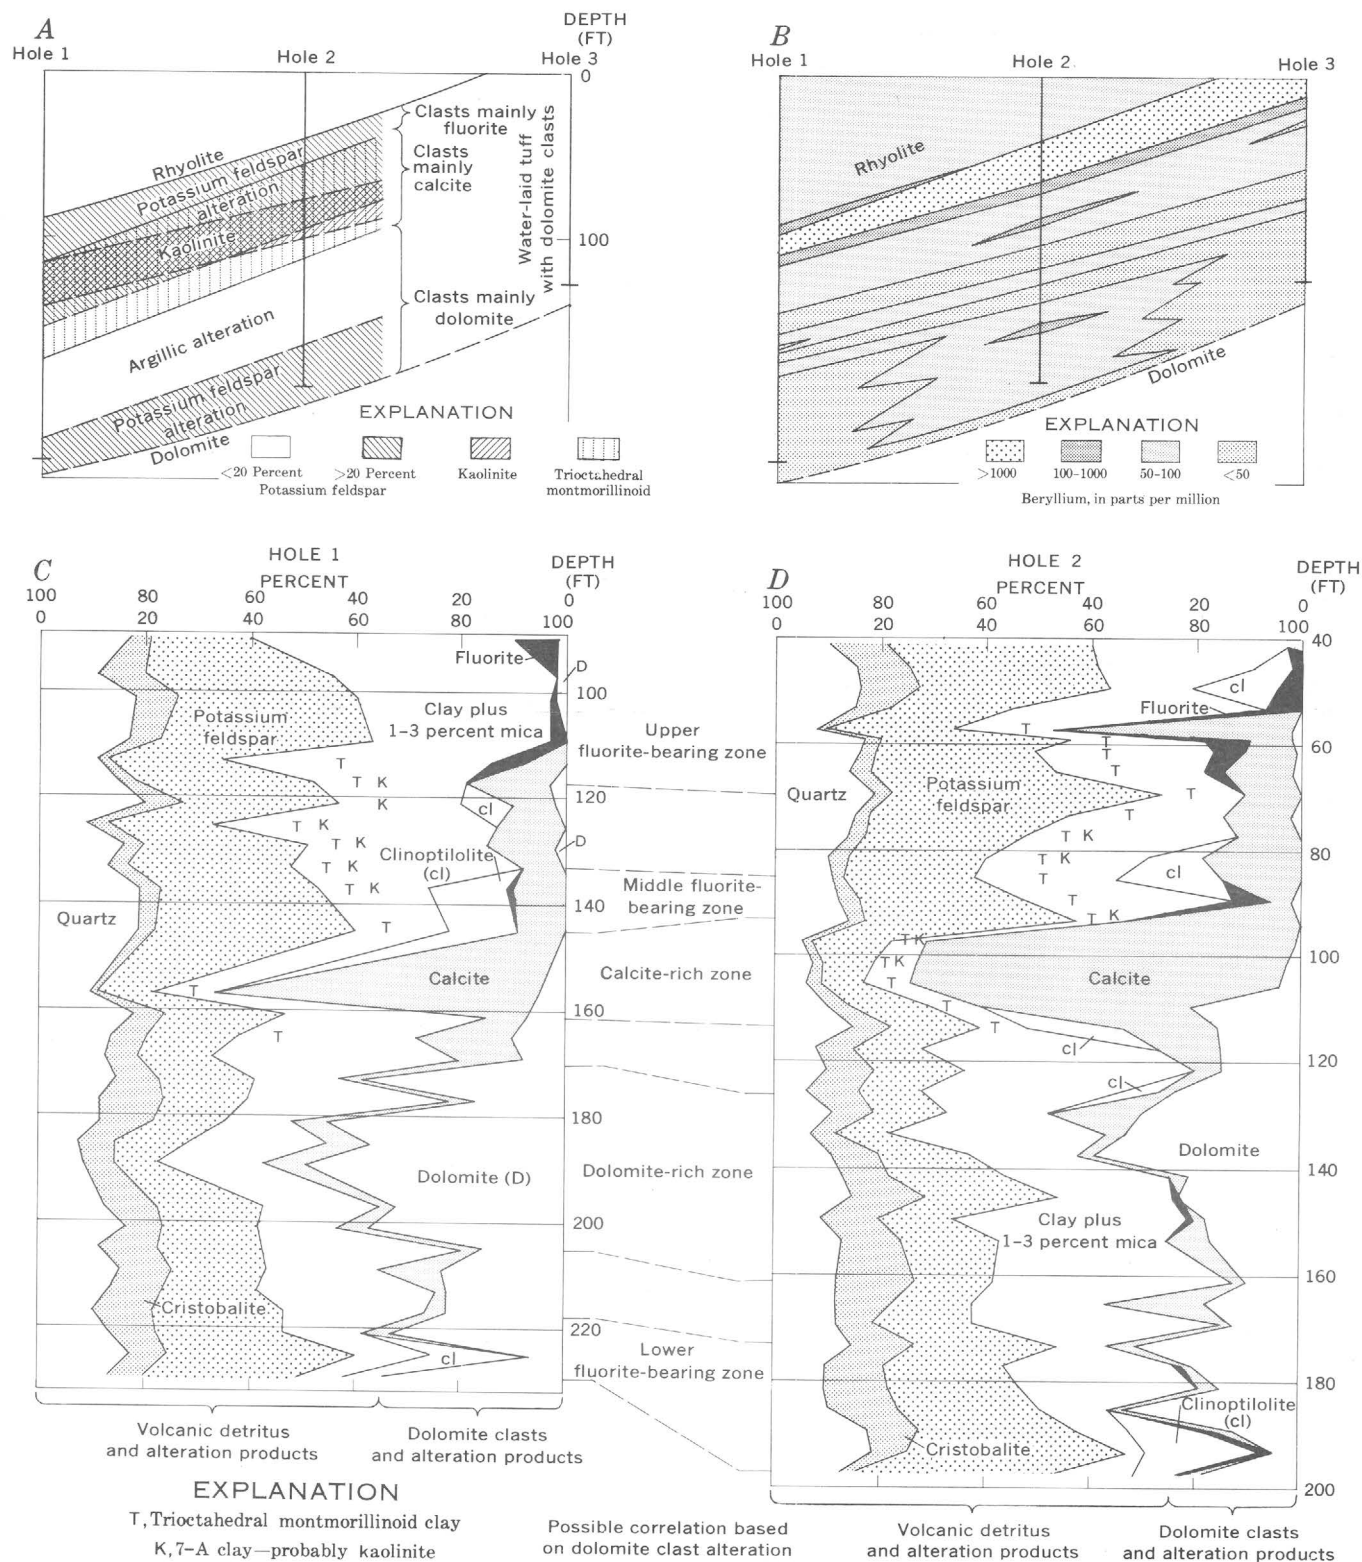 A
Hole 1
Hole 2
DEPTH
(FT)
Hole 3
0
100
Rhyolite
Potassium feldspar
alteration
Kaolinite
Argillic alteration
Potassium feldspar
alteration
Dolomite
Clasts mainly
fluorite
Clasts
mainly
calcite
Clasts mainly
dolomite
Water-laid tuff
with dolomite clasts
EXPLANATION
<20 Percent
>20 Percent
Potassium feldspar
Kaolinite
Trioctahedral
montmorillinoid
B
Hole 1
Hole 2
Hole 3
Rhyolite
Dolomite
EXPLANATION
>1000
100-1000
50-100
<50
Beryllium, in parts per million
C
HOLE 1
PERCENT
DEPTH
(FT)
100 80 60 40 20 0
0 20 40 60 80 100
Fluorite
D
100
Potassium
feldspar
Clay plus
1-3 percent mica
T
T K
120
T K
cl
T K
T K
D
T K
Clinoptilolite
(cl)
T K
140
Quartz
T
Calcite
T
160
T
180
Dolomite (D)
200
Cristobalite
220
cl
Volcanic detritus
and alteration products
Dolomite clasts
and alteration products
Upper
fluorite-bearing zone
Middle fluorite-
bearing zone
Calcite-rich zone
Dolomite-rich zone
Lower
fluorite-bearing zone
D
HOLE 2
PERCENT
DEPTH
(FT)
100 80 60 40 20 0
0 20 40 60 80 100
40
cl
Fluorite
T
T
T
60
T
Quartz
Potassium
feldspar
T
T
T K
T K
80
T
cl
T
T K
T K
T K
100
T
Calcite
T
T
cl
120
cl
Dolomite
140
Clay plus
1-3 percent mica
160
180
Clinoptilolite
(cl)
Cristobalite
200
Volcanic detritus
and alteration products
Dolomite clasts
and alteration products
EXPLANATION
T, Trioctahedral montmorillinoid clay
K, 7-A clay—probably kaolinite
Possible correlation based
on dolomite clast alteration